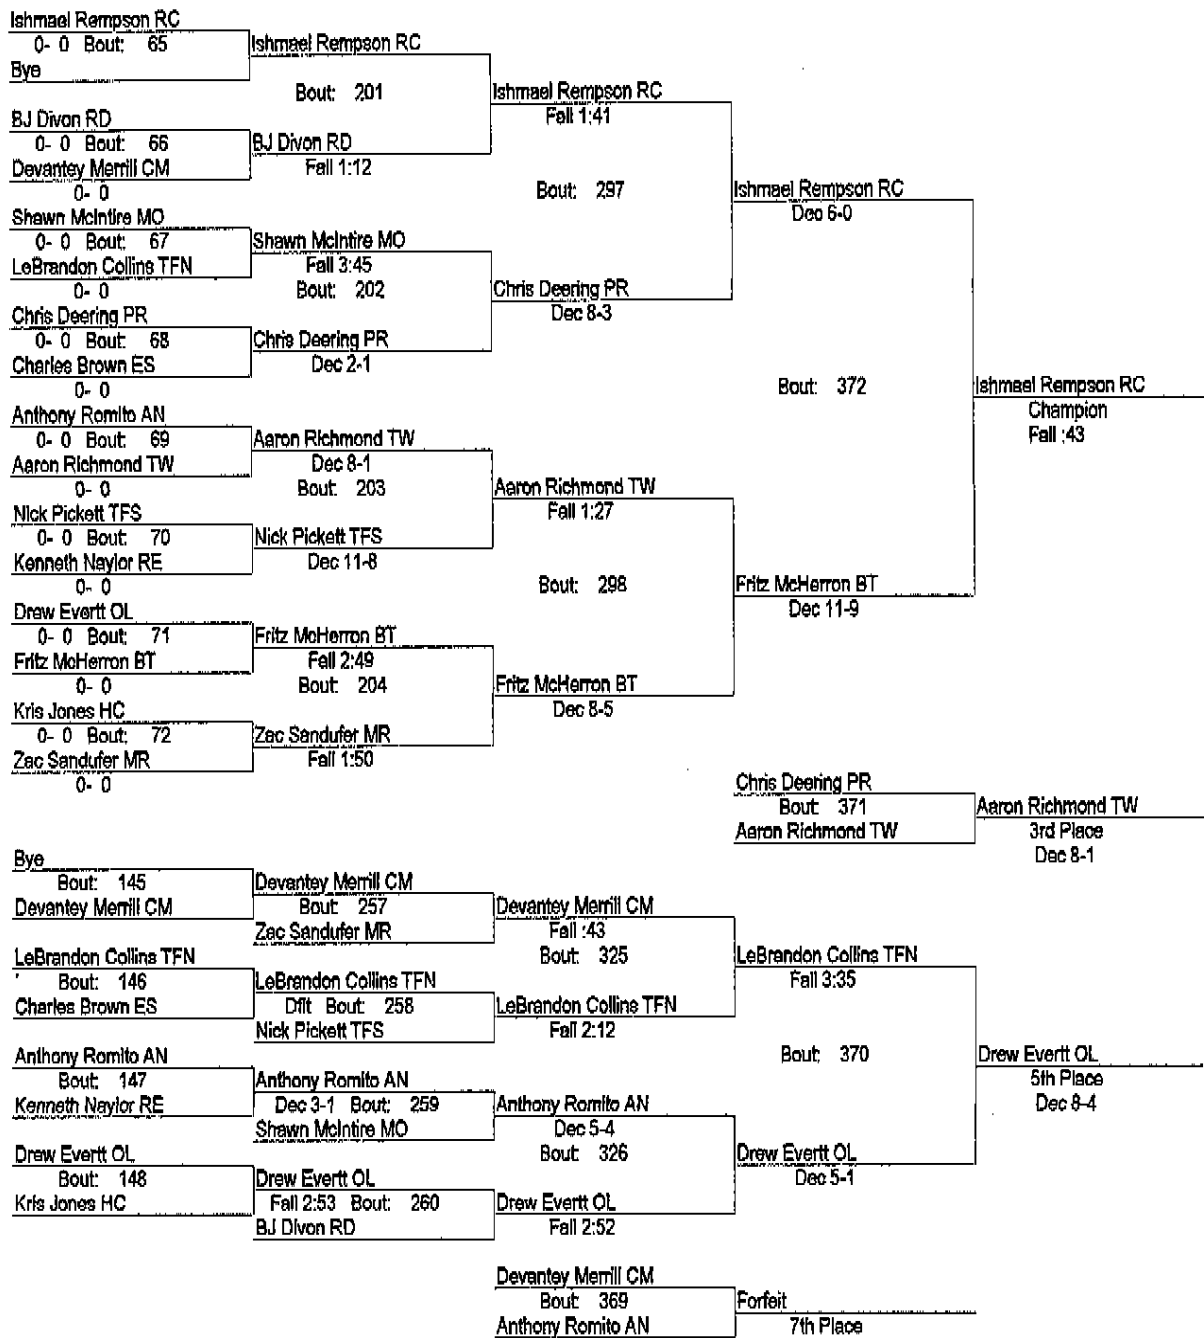 Ishmael Rempson RC
0- 0 Bout: 65
Bye
Ishmael Rempson RC
Bout: 201
BJ Divon RD
0- 0 Bout: 66
Devantey Merrill CM
0- 0
BJ Divon RD
Fall 1:12
Ishmael Rempson RC
Fall 1:41
Bout: 297
Shawn McIntire MO
0- 0 Bout: 67
LeBrandon Collins TFN
0- 0
Shawn McIntire MO
Fall 3:45
Bout: 202
Chris Deering PR
0- 0 Bout: 68
Charles Brown ES
0- 0
Chris Deering PR
Dec 2-1
Chris Deering PR
Dec 8-3
Ishmael Rempson RC
Dec 6-0
Bout: 372
Ishmael Rempson RC
Champion
Fall :43
Anthony Romito AN
0- 0 Bout: 69
Aaron Richmond TW
0- 0
Aaron Richmond TW
Dec 8-1
Bout: 203
Nick Pickett TFS
0- 0 Bout: 70
Kenneth Naylor RE
0- 0
Nick Pickett TFS
Dec 11-8
Aaron Richmond TW
Fall 1:27
Bout: 298
Drew Evertt OL
0- 0 Bout: 71
Fritz McHerron BT
0- 0
Fritz McHerron BT
Fall 2:49
Bout: 204
Kris Jones HC
0- 0 Bout: 72
Zac Sandufer MR
0- 0
Zac Sandufer MR
Fall 1:50
Fritz McHerron BT
Dec 8-5
Fritz McHerron BT
Dec 11-9
Chris Deering PR
Bout: 371
Aaron Richmond TW
Aaron Richmond TW
3rd Place
Dec 8-1
Bye
Bout: 145
Devantey Merrill CM
Devantey Merrill CM
Bout: 257
Zac Sandufer MR
Devantey Merrill CM
Fall :43
Bout: 325
LeBrandon Collins TFN
Bout: 146
Charles Brown ES
LeBrandon Collins TFN
Dflt Bout: 258
Nick Pickett TFS
LeBrandon Collins TFN
Fall 2:12
LeBrandon Collins TFN
Fall 3:35
Bout: 370
Drew Evertt OL
5th Place
Dec 8-4
Anthony Romito AN
Bout: 147
Kenneth Naylor RE
Anthony Romito AN
Dec 3-1 Bout: 259
Shawn McIntire MO
Anthony Romito AN
Dec 5-4
Bout: 326
Drew Evertt OL
Bout: 148
Kris Jones HC
Drew Evertt OL
Fall 2:53 Bout: 260
BJ Divon RD
Drew Evertt OL
Fall 2:52
Drew Evertt OL
Dec 5-1
Devantey Merrill CM
Bout: 369
Anthony Romito AN
Forfeit
7th Place